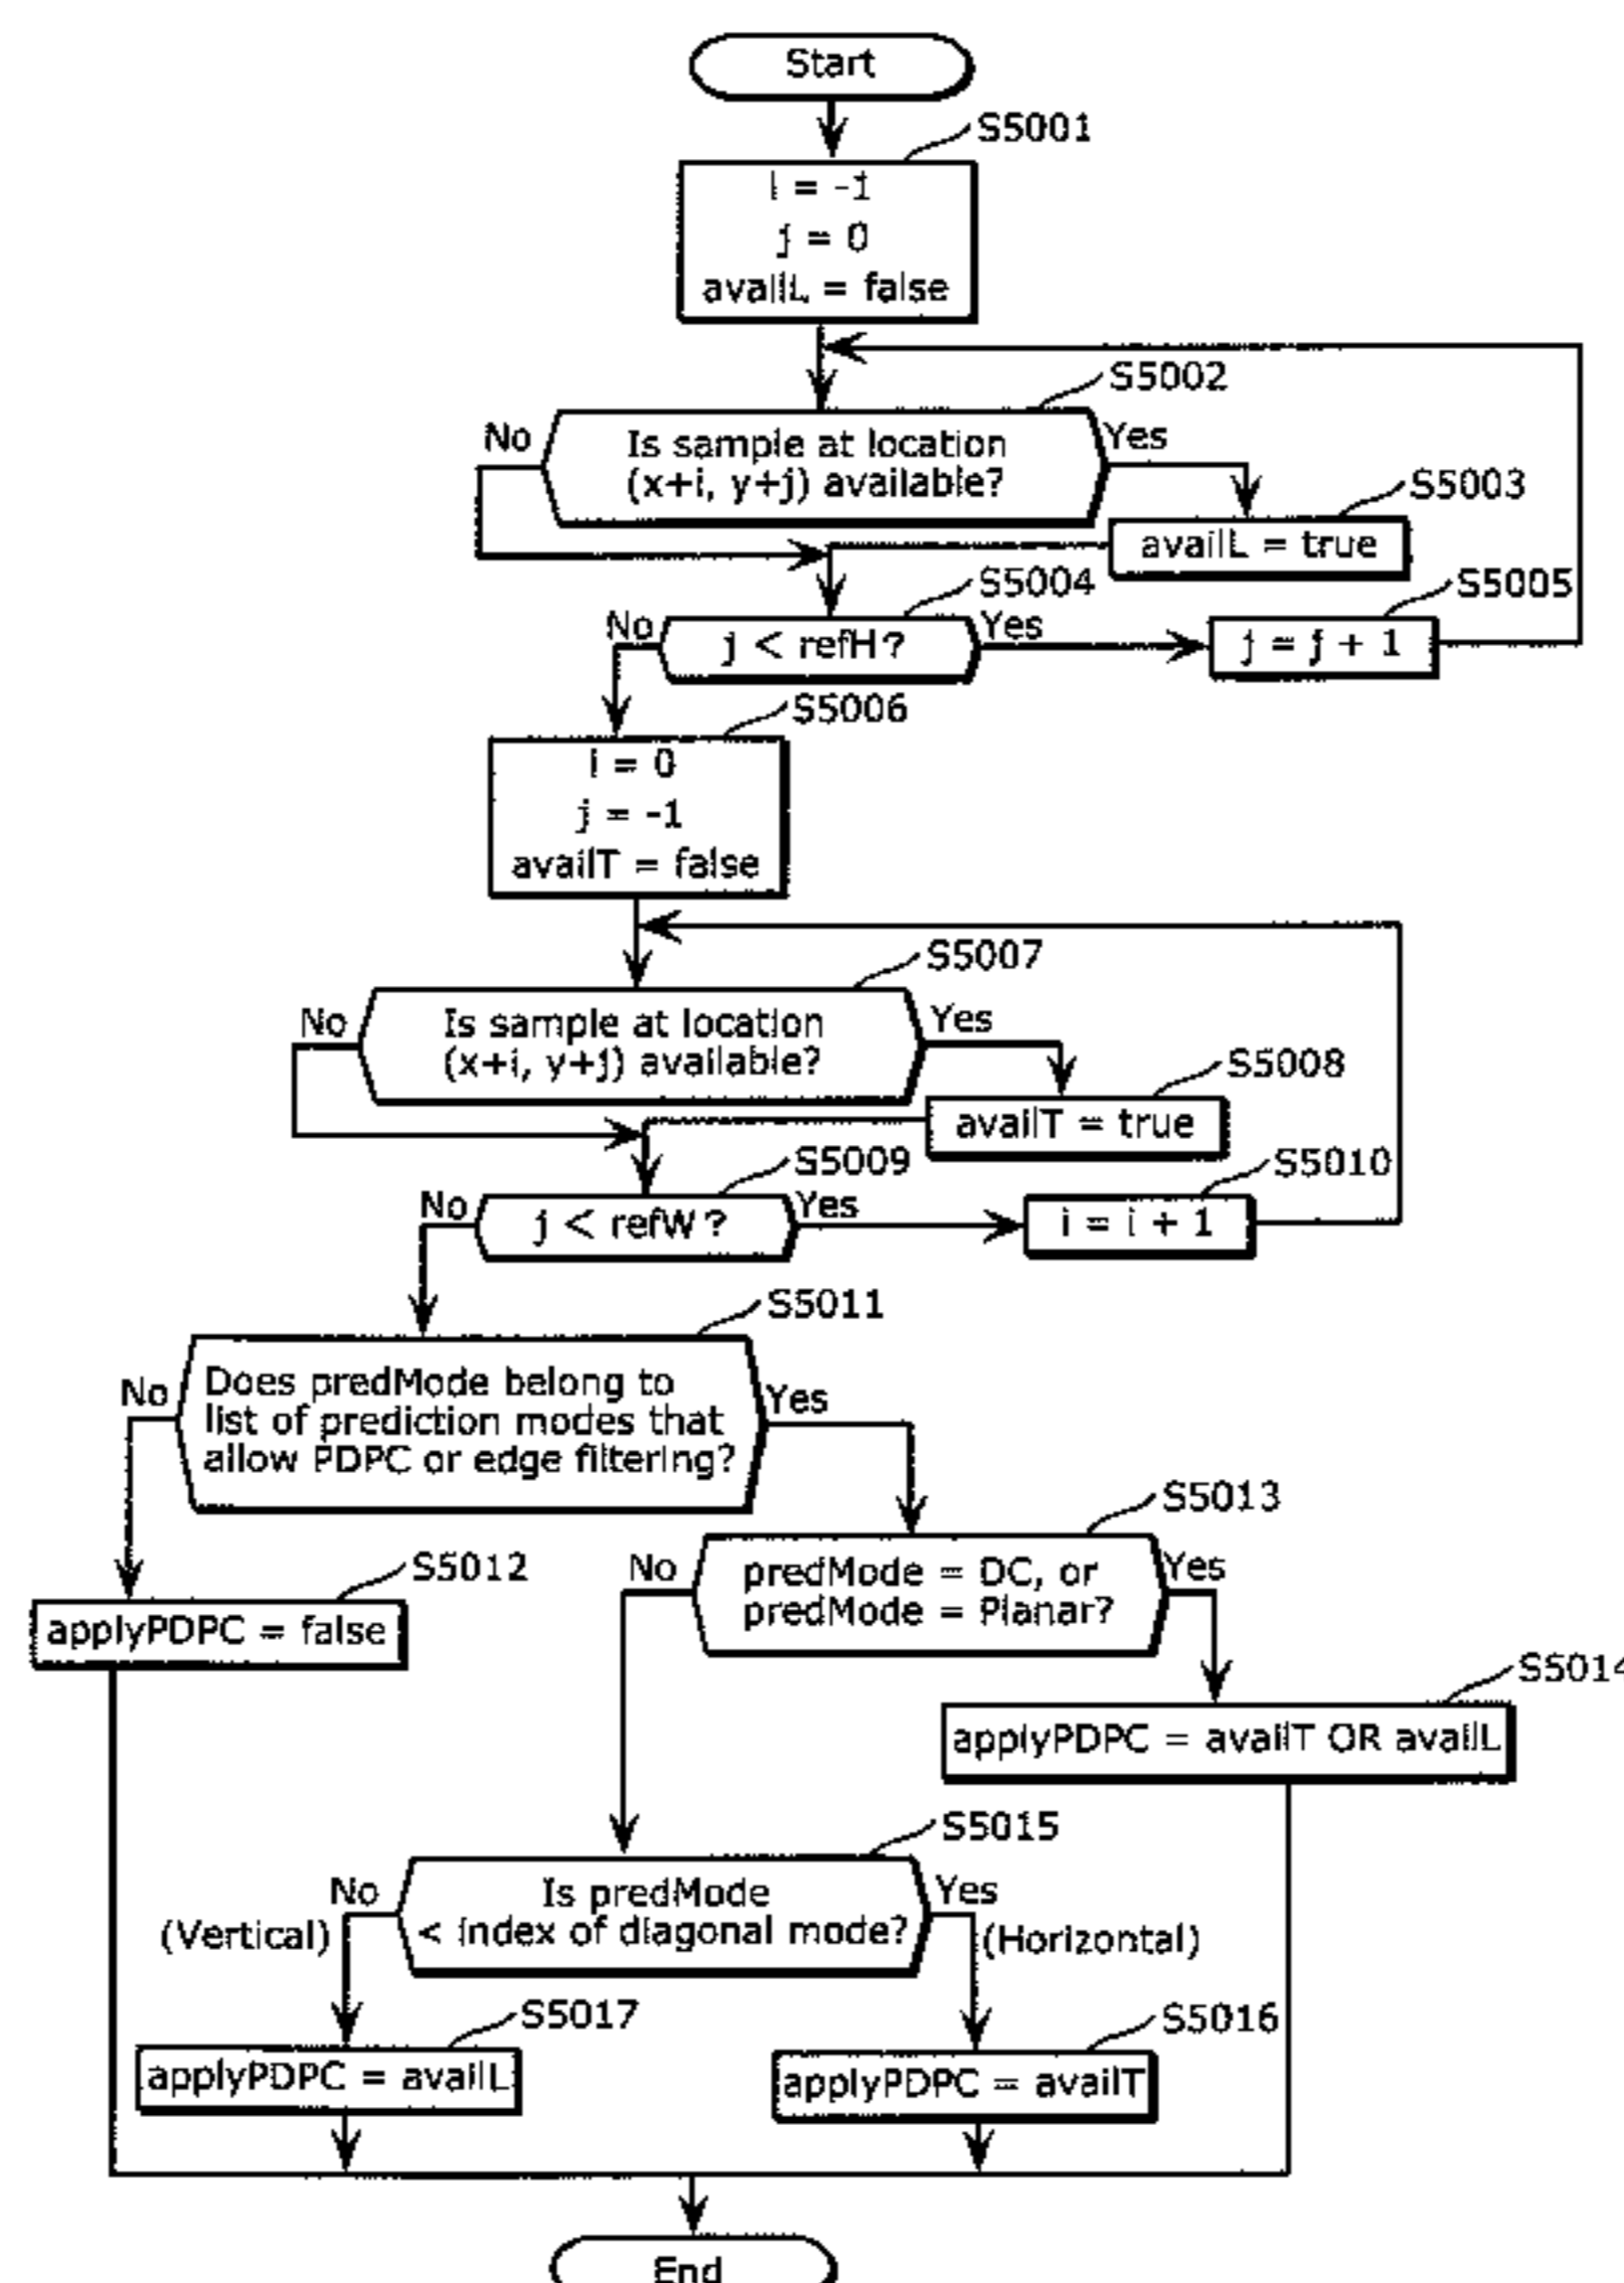 Start
S5001
i = -1
j = 0
availL = false
S5002
No
Is sample at location
(x+i, y+j) available?
Yes
S5003
availL = true
S5004
No
j < refH?
Yes
S5005
j = j + 1
S5006
i = 0
j = -1
availT = false
S5007
No
Is sample at location
(x+i, y+j) available?
Yes
S5008
availT = true
S5009
No
j < refW?
Yes
S5010
i = i + 1
S5011
No
Does predMode belong to
list of prediction modes that
allow PDPC or edge filtering?
Yes
S5012
applyPDPC = false
S5013
No
predMode = DC, or
predMode = Planar?
Yes
S5014
applyPDPC = availT OR availL
S5015
No
(Vertical)
Is predMode
< index of diagonal mode?
Yes
(Horizontal)
S5017
applyPDPC = availL
S5016
applyPDPC = availT
End